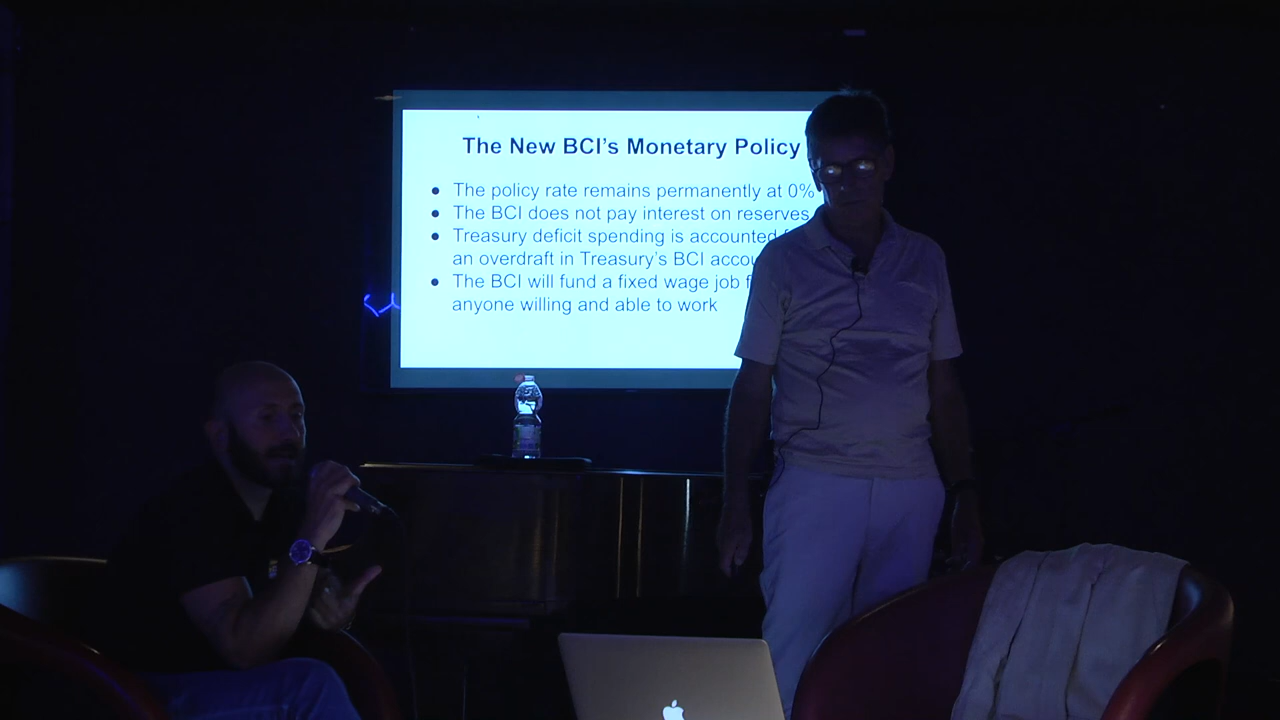 The New BCI's Monetary Policy
● The policy rate remains permanently at 0%
● The BCI does not pay interest on reserves
● Treasury deficit spending is accounted
an overdraft in Treasury's BCI
● The BCI will fund a fixed wage job
anyone willing and able to work